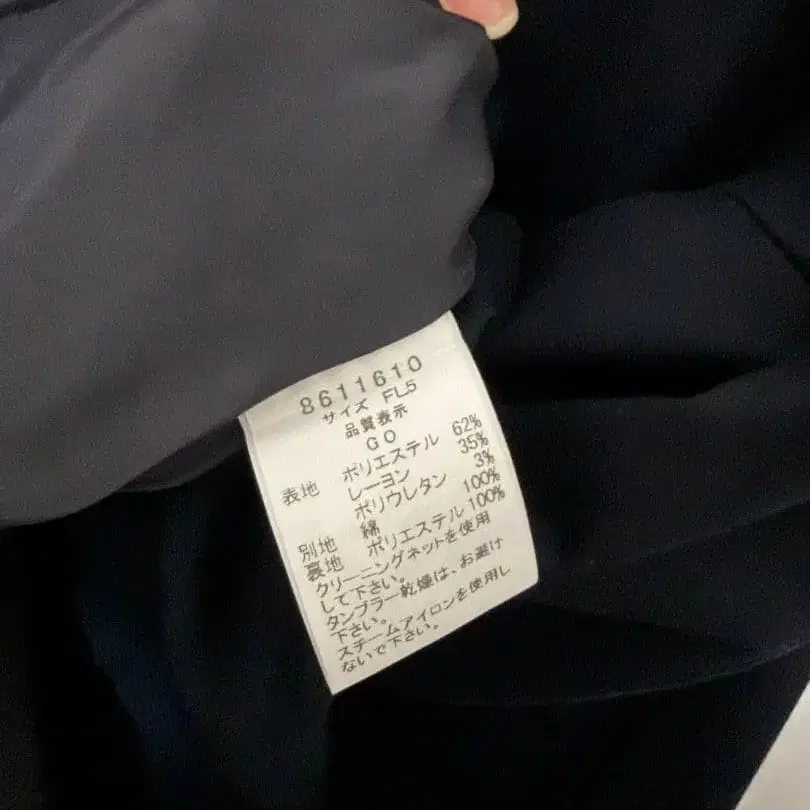 8611610
サイズ FL5
品質表示
GO
表地 ポリエステル 62%
レーヨン 35%
ポリウレタン 3%
別地 綿 100%
裏地 ポリエステル 100%
クリーニングネットを使用
して下さい。
タンブラー乾燥は、お避け
下さい。
スチームアイロンを使用し
ないで下さい。